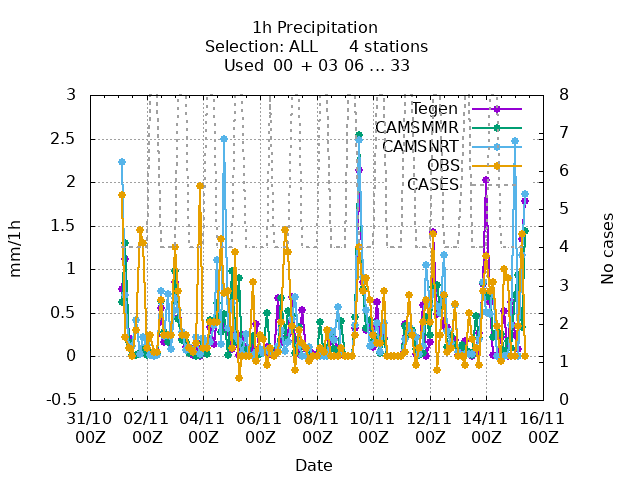 1h Precipitation
Selection: ALL 4 stations
Used 00 + 03 06 ... 33
3
2.5
2
1.5
1
0.5
0
-0.5
mm/1h
8
7
6
5
4
3
2
1
0
No cases
Tegen
CAMSMMR
CAMSNRT
OBS
CASES
31/10 02/11 04/11 06/11 08/11 10/11 12/11 14/11 16/11
00Z 00Z 00Z 00Z 00Z 00Z 00Z 00Z 00Z
Date